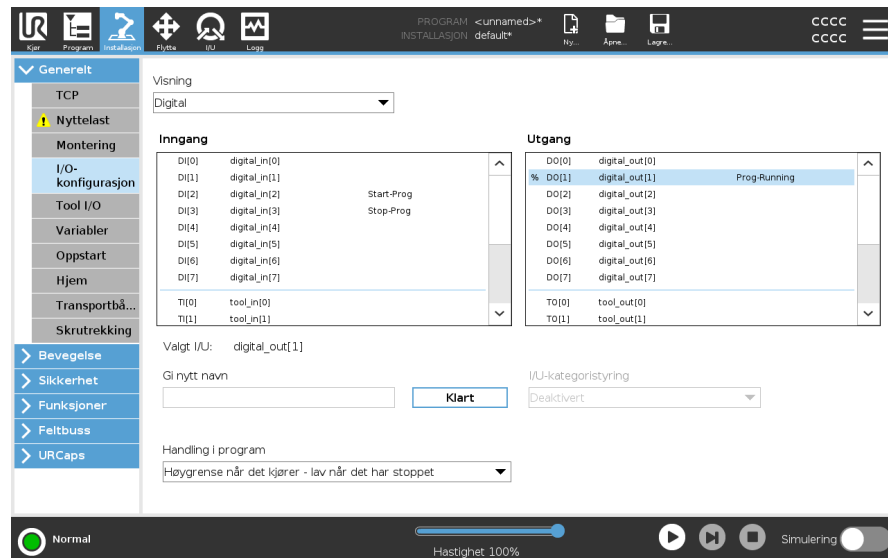 UR
Kjør
Program
Installasjon
Flytte
I/U
Logg
PROGRAM <unnamed>*
INSTALLASJON default*
Ny...
Åpne...
Lagre...
CCCC
CCCC
Generelt
TCP
Nyttelast
Montering
I/O-
konfigurasjon
Tool I/O
Variabler
Oppstart
Hjem
Transportbå...
Skrutrekking
Bevegelse
Sikkerhet
Funksjoner
Feltbuss
URCaps
Visning
Digital
Inngang
DI[0] digital_in[0]
DI[1] digital_in[1]
DI[2] digital_in[2] Start-Prog
DI[3] digital_in[3] Stop-Prog
DI[4] digital_in[4]
DI[5] digital_in[5]
DI[6] digital_in[6]
DI[7] digital_in[7]
TI[0] tool_in[0]
TI[1] tool_in[1]
Utgang
DO[0] digital_out[0]
% DO[1] digital_out[1] Prog-Running
DO[2] digital_out[2]
DO[3] digital_out[3]
DO[4] digital_out[4]
DO[5] digital_out[5]
DO[6] digital_out[6]
DO[7] digital_out[7]
TO[0] tool_out[0]
TO[1] tool_out[1]
Valgt I/U: digital_out[1]
Gi nytt navn
Klart
I/U-kategoristyring
Deaktivert
Handling i program
Høygrense når det kjører - lav når det har stoppet
Normal
Hastighet 100%
Simulering